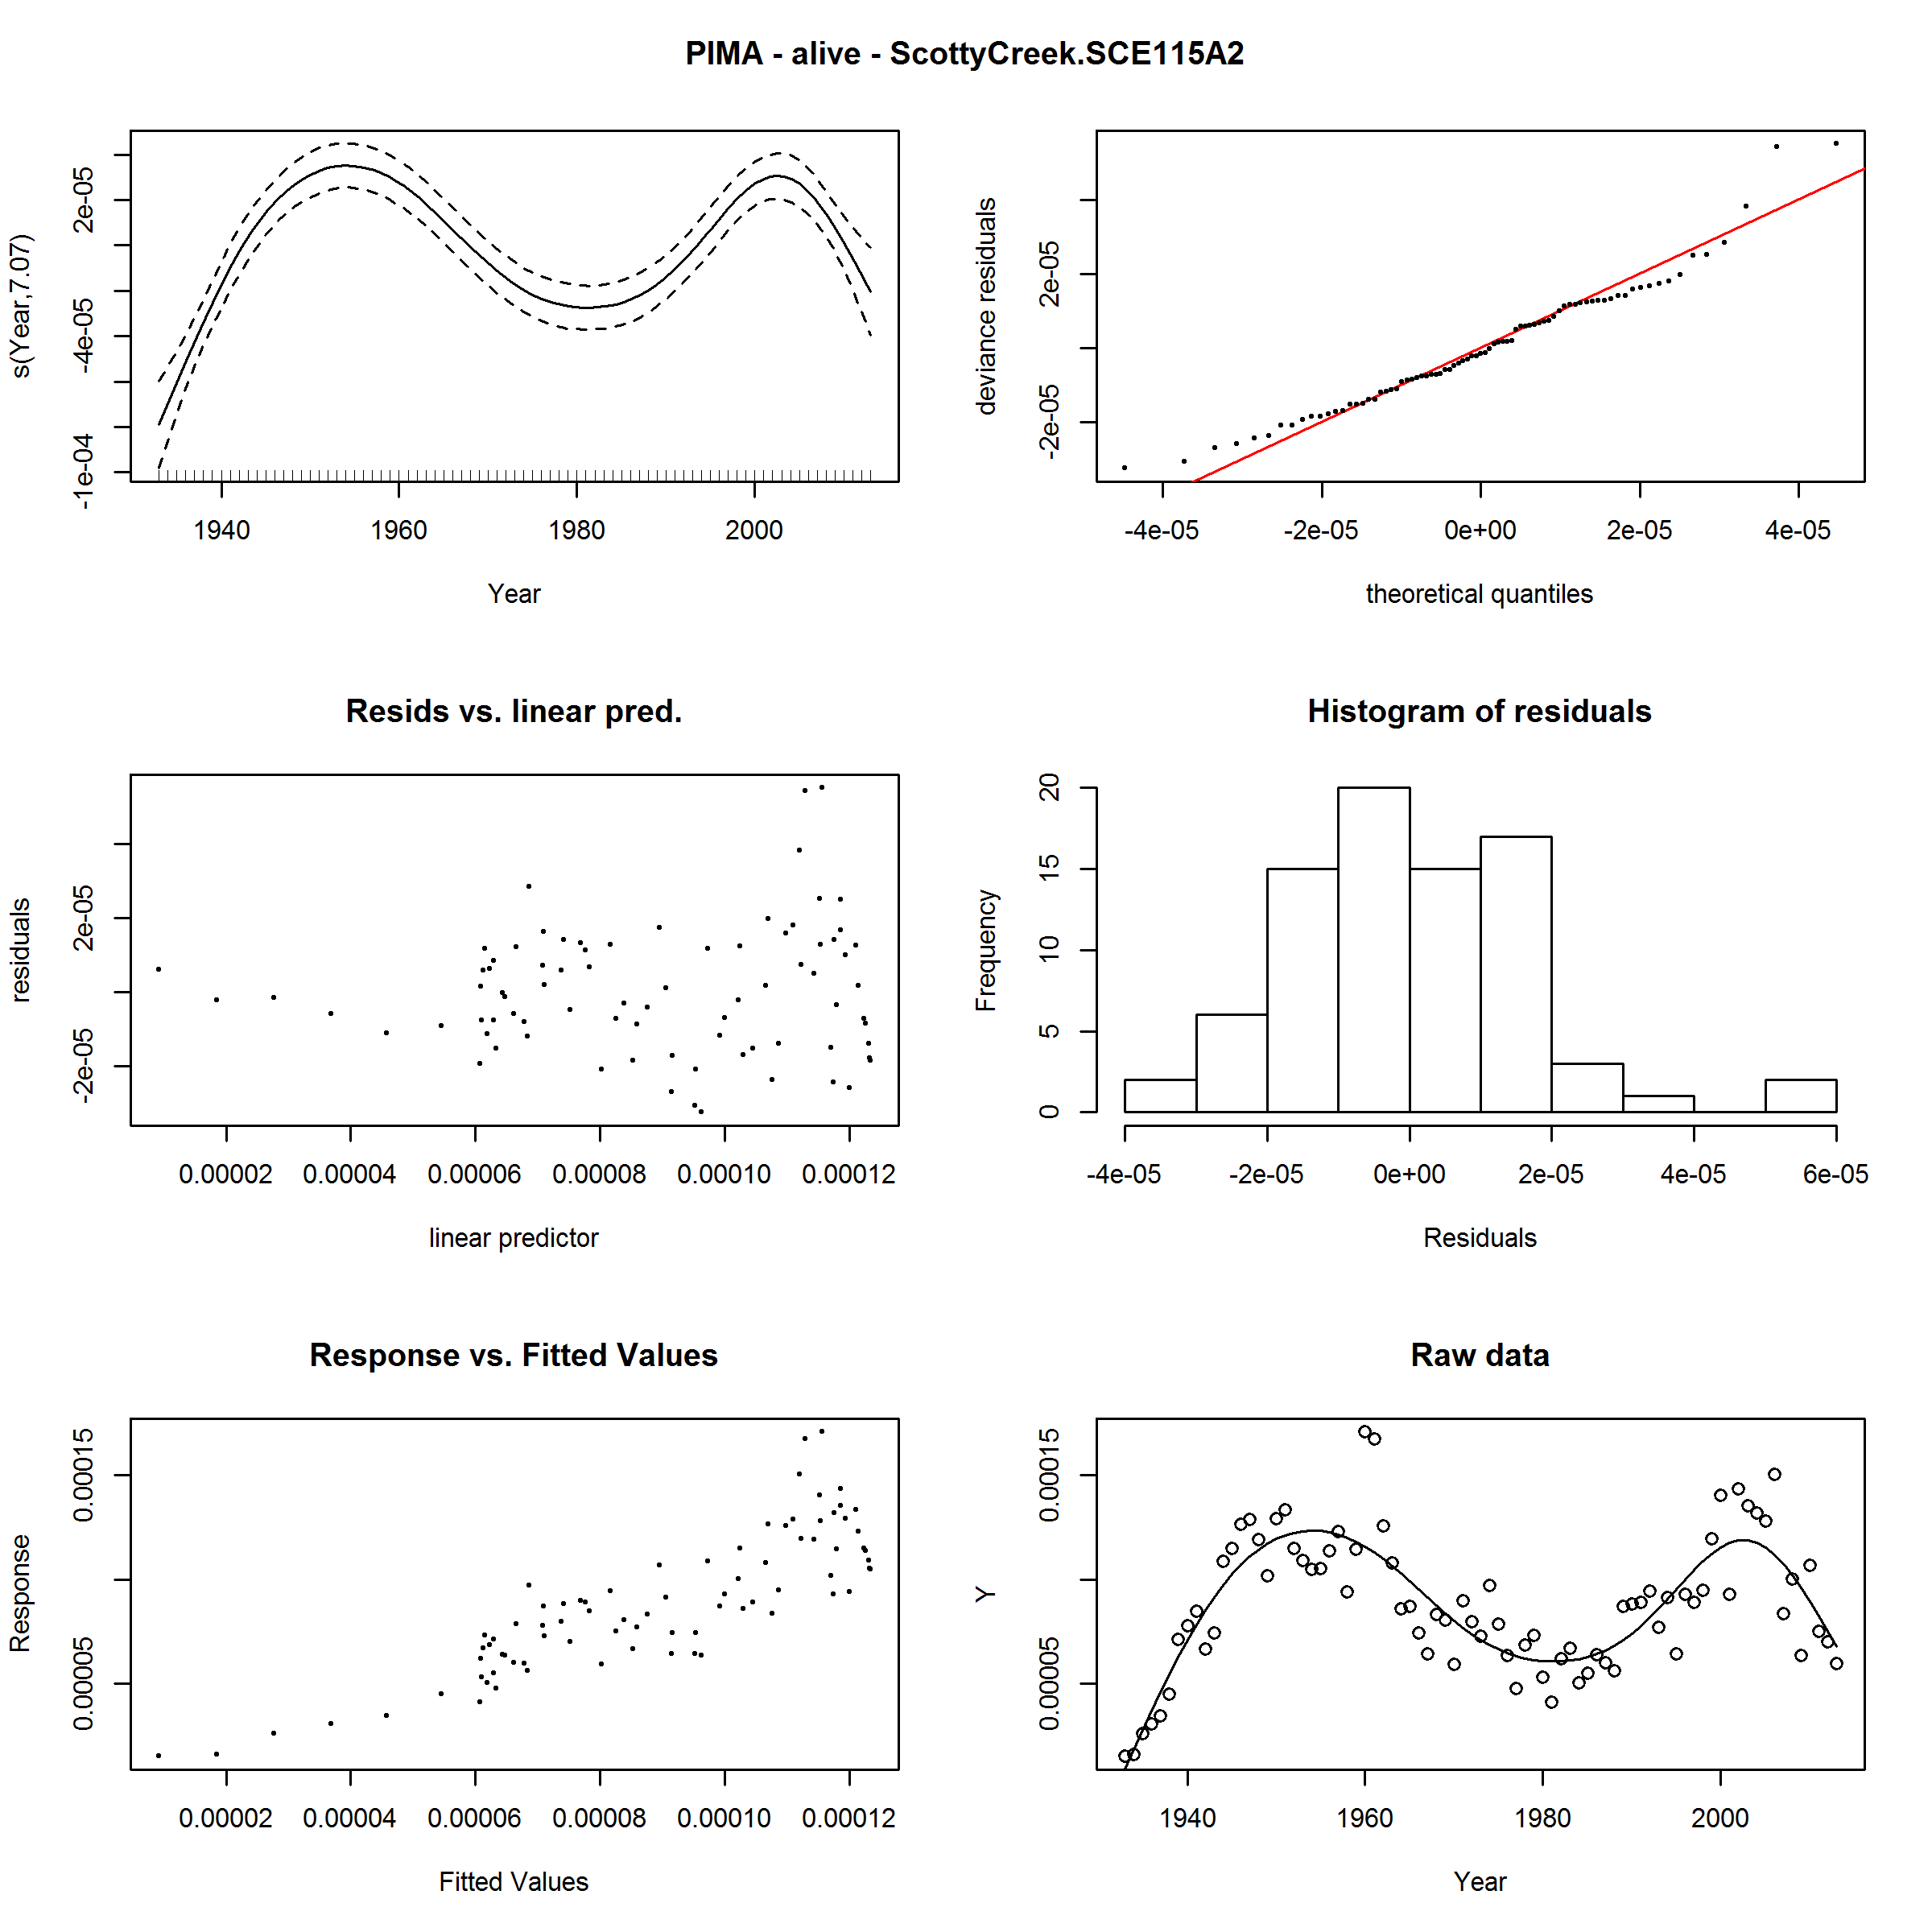 PIMA - alive - ScottyCreek.SCE115A2
s(Year,7.07)
-1e-04 -4e-05 2e-05
1940 1960 1980 2000
Year
deviance residuals
-2e-05 2e-05
-4e-05 -2e-05 0e+00 2e-05 4e-05
theoretical quantiles
Resids vs. linear pred.
residuals
-2e-05 2e-05
0.00002 0.00004 0.00006 0.00008 0.00010 0.00012
linear predictor
Histogram of residuals
Frequency
0 5 10 15 20
-4e-05 -2e-05 0e+00 2e-05 4e-05 6e-05
Residuals
Response vs. Fitted Values
Response
0.00005 0.00015
0.00002 0.00004 0.00006 0.00008 0.00010 0.00012
Fitted Values
Raw data
Y
0.00005 0.00015
1940 1960 1980 2000
Year